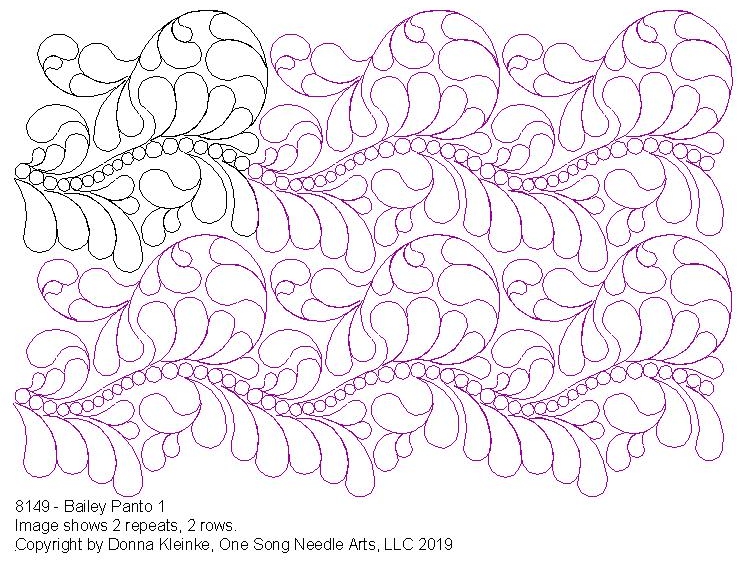 8149 - Bailey Panto 1
Image shows 2 repeats, 2 rows.
Copyright by Donna Kleinke, One Song Needle Arts, LLC 2019